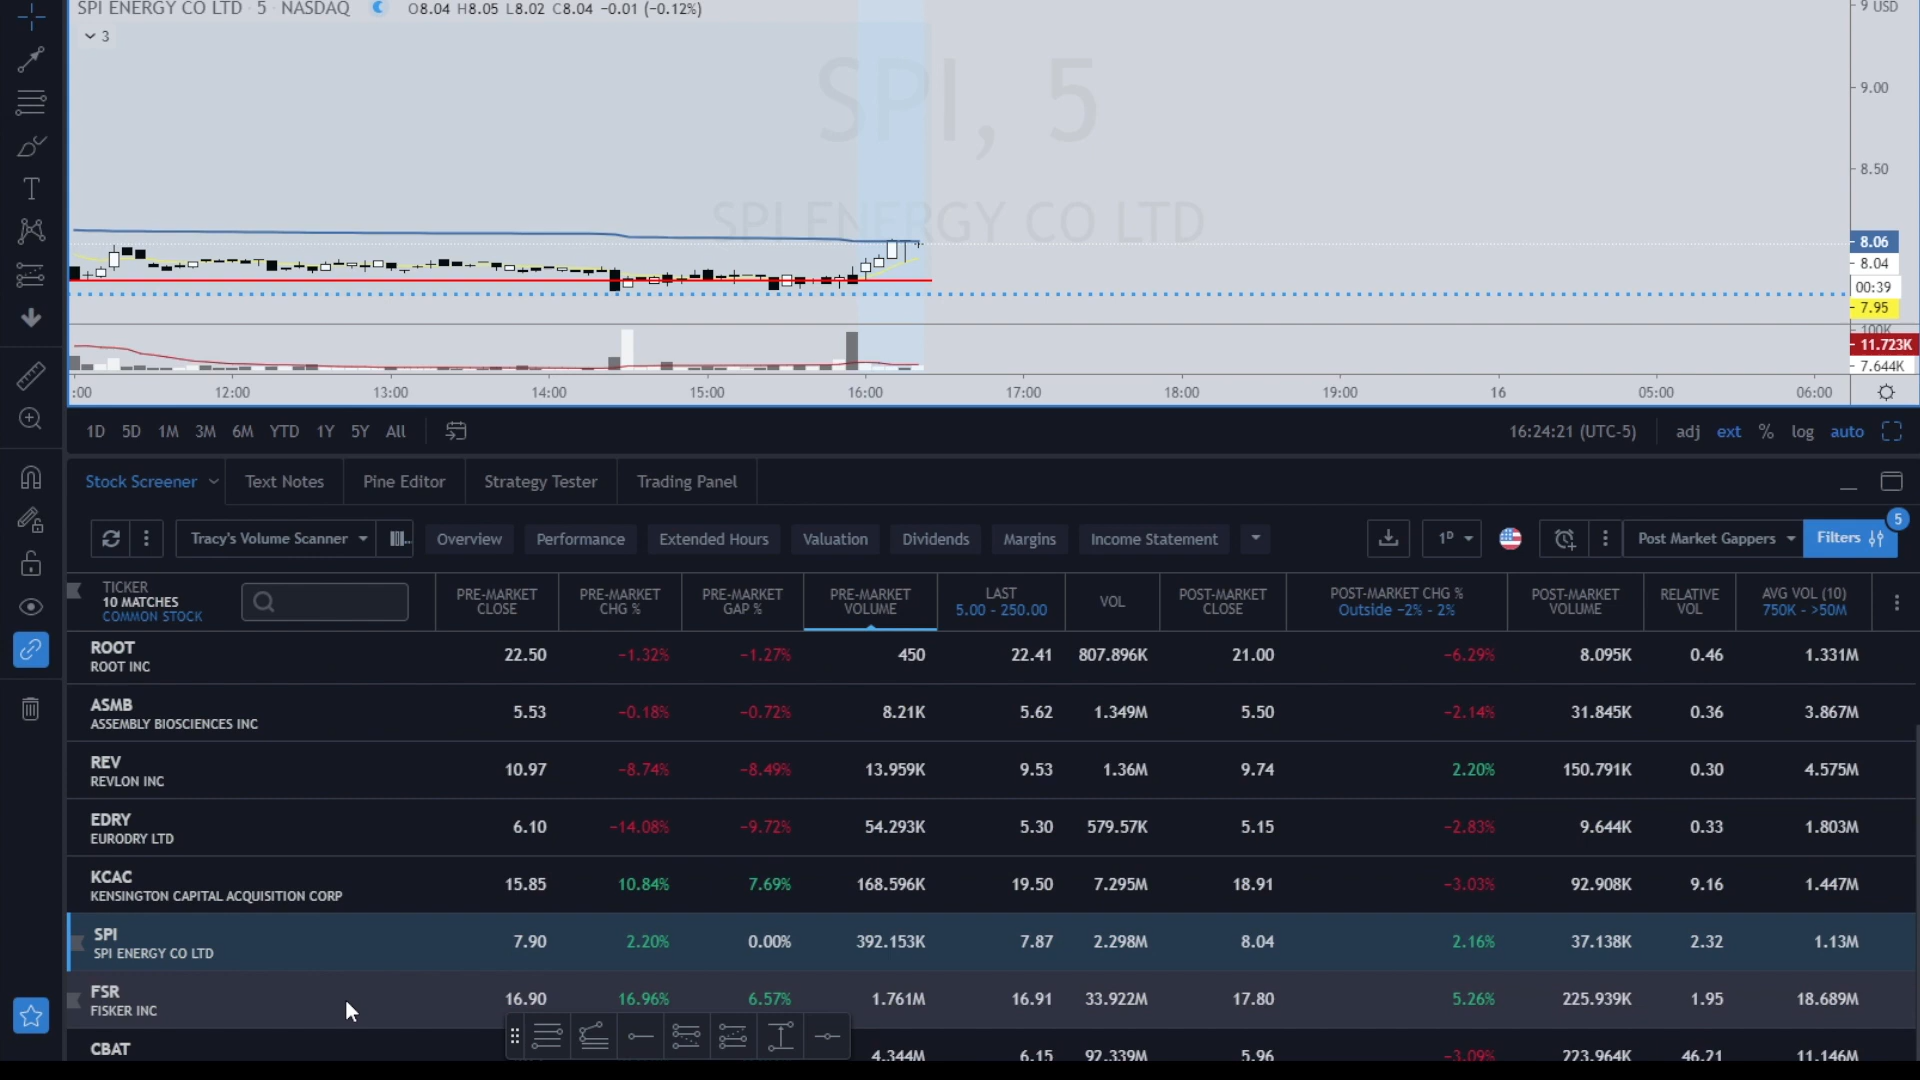 SPI ENERGY CO LTD · 5 · NASDAQ O8.04 H8.05 L8.02 C8.04 −0.01 (−0.12%)
3
SPI, 5
SPI ENERGY CO LTD
9 USD
9.00
8.50
8.06
8.04
00:39
7.95
100K
11.723K
7.644K
:00 12:00 13:00 14:00 15:00 16:00 17:00 18:00 19:00 16 05:00 06:00
1D 5D 1M 3M 6M YTD 1Y 5Y All 16:24:21 (UTC-5) adj ext % log auto
Stock Screener Text Notes Pine Editor Strategy Tester Trading Panel
5
Tracy's Volume Scanner Overview Performance Extended Hours Valuation Dividends Margins Income Statement 1D Post Market Gappers Filters
TICKER
10 MATCHES
COMMON STOCK
PRE-MARKET CLOSE
PRE-MARKET CHG %
PRE-MARKET GAP %
PRE-MARKET VOLUME
LAST
5.00 - 250.00
VOL
POST-MARKET CLOSE
POST-MARKET CHG %
Outside −2% - 2%
POST-MARKET VOLUME
RELATIVE VOL
AVG VOL (10)
750K - >50M
ROOT 22.50 −1.32% −1.27% 450 22.41 807.896K 21.00 −6.29% 8.095K 0.46 1.331M
ROOT INC
ASMB 5.53 −0.18% −0.72% 8.21K 5.62 1.349M 5.50 −2.14% 31.845K 0.36 3.867M
ASSEMBLY BIOSCIENCES INC
REV 10.97 −8.74% −8.49% 13.959K 9.53 1.36M 9.74 2.20% 150.791K 0.30 4.575M
REVLON INC
EDRY 6.10 −14.08% −9.72% 54.293K 5.30 579.57K 5.15 −2.83% 9.644K 0.33 1.803M
EURODRY LTD
KCAC 15.85 10.84% 7.69% 168.596K 19.50 7.295M 18.91 −3.03% 92.908K 9.16 1.447M
KENSINGTON CAPITAL ACQUISITION CORP
SPI 7.90 2.20% 0.00% 392.153K 7.87 2.298M 8.04 2.16% 37.138K 2.32 1.13M
SPI ENERGY CO LTD
FSR 16.90 16.96% 6.57% 1.761M 16.91 33.922M 17.80 5.26% 225.939K 1.95 18.689M
FISKER INC
CBAT 4.344M 6.15 92.339M 5.96 −3.09% 223.964K 46.21 11.146M